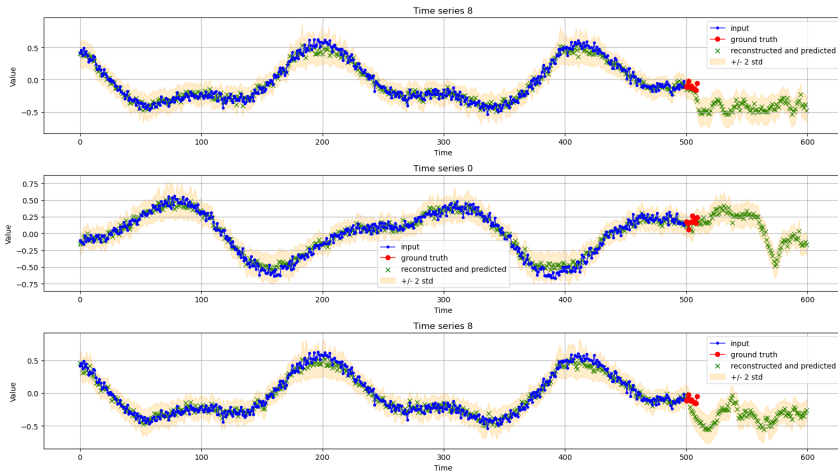 Time series 8
Value
0.5
0.0
−0.5
0
100
200
300
400
500
600
Time
input
ground truth
reconstructed and predicted
+/- 2 std
Time series 0
Value
0.75
0.50
0.25
0.00
−0.25
−0.50
−0.75
0
100
200
300
400
500
600
Time
input
ground truth
reconstructed and predicted
+/- 2 std
Time series 8
Value
0.5
0.0
−0.5
0
100
200
300
400
500
600
Time
input
ground truth
reconstructed and predicted
+/- 2 std